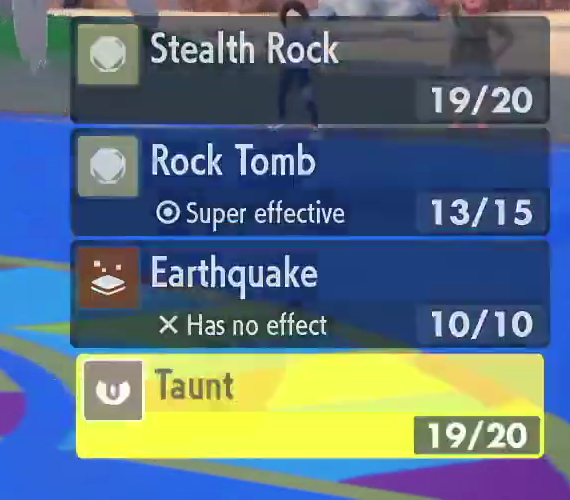 Stealth Rock
19/20
Rock Tomb
Super effective 13/15
Earthquake
Has no effect 10/10
Taunt
19/20